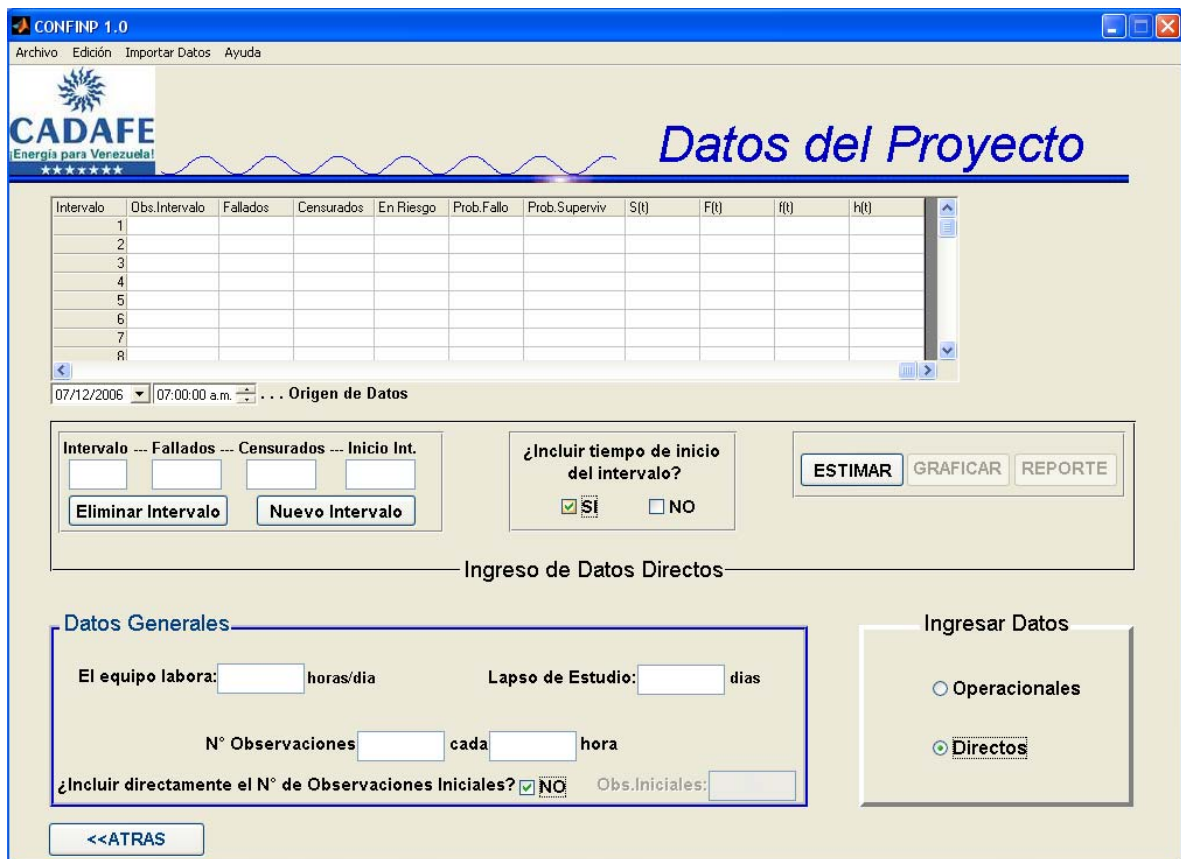 CONFINP 1.0
Archivo Edición Importar Datos Ayuda
CADAFE
¡Energía para Venezuela!
Datos del Proyecto
Intervalo Obs.Intervalo Fallados Censurados En Riesgo Prob.Fallo Prob.Superviv S(t) F(t) f(t) h(t)
1
2
3
4
5
6
7
8
07/12/2006 07:00:00 a.m. . . . Origen de Datos
Intervalo --- Fallados --- Censurados --- Inicio Int.
Eliminar Intervalo Nuevo Intervalo
¿Incluir tiempo de inicio
del intervalo?
SI NO
ESTIMAR GRAFICAR REPORTE
Ingreso de Datos Directos
Datos Generales
El equipo labora: horas/dia Lapso de Estudio: dias
N° Observaciones cada hora
¿Incluir directamente el N° de Observaciones Iniciales? NO Obs.Iniciales:
Ingresar Datos
Operacionales
Directos
<<ATRAS